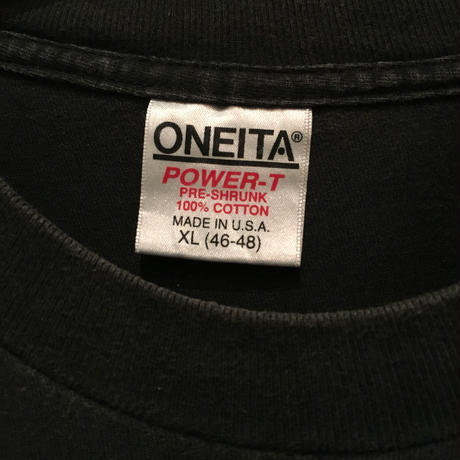 ONEITA®
POWER-T
PRE-SHRUNK
100% COTTON
MADE IN U.S.A.
XL (46-48)